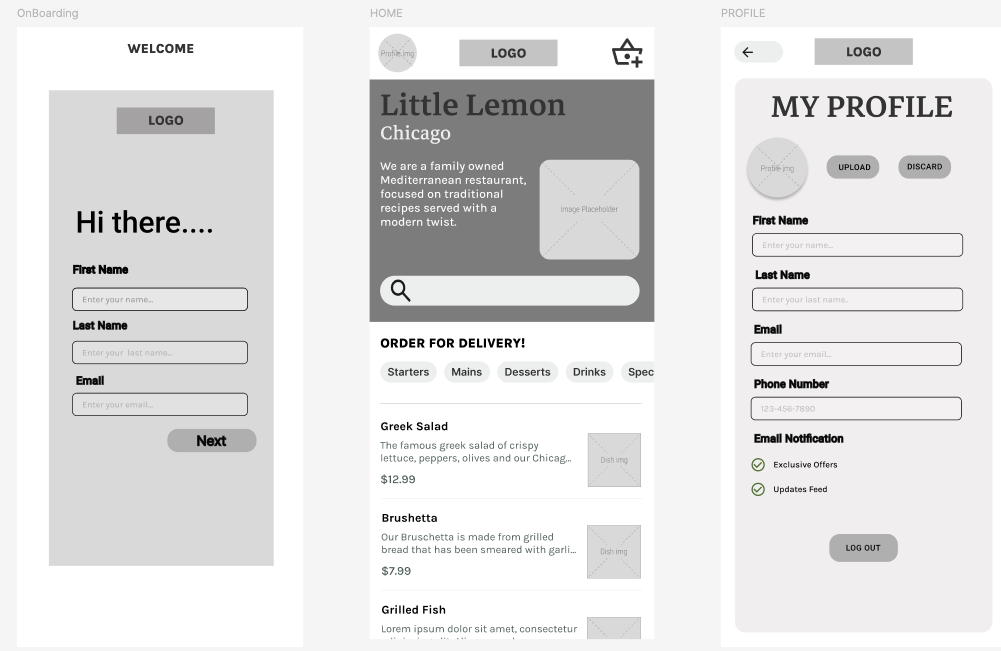 OnBoarding
WELCOME
LOGO
Hi there....
First Name
Enter your name...
Last Name
Enter your last name...
Email
Enter your email...
Next
HOME
Profile img
LOGO
Little Lemon
Chicago
We are a family owned
Mediterranean restaurant,
focused on traditional
recipes served with a
modern twist.
Image Placeholder
ORDER FOR DELIVERY!
Starters
Mains
Desserts
Drinks
Spec
Greek Salad
The famous greek salad of crispy
lettuce, peppers, olives and our Chicag...
$12.99
Dish img
Brushetta
Our Bruschetta is made from grilled
bread that has been smeared with garli...
$7.99
Dish img
Grilled Fish
Lorem ipsum dolor sit amet, consectetur
PROFILE
LOGO
MY PROFILE
Profile img
UPLOAD
DISCARD
First Name
Enter your name...
Last Name
Enter your last name..
Email
Enter your email...
Phone Number
123-456-7890
Email Notification
Exclusive Offers
Updates Feed
LOG OUT